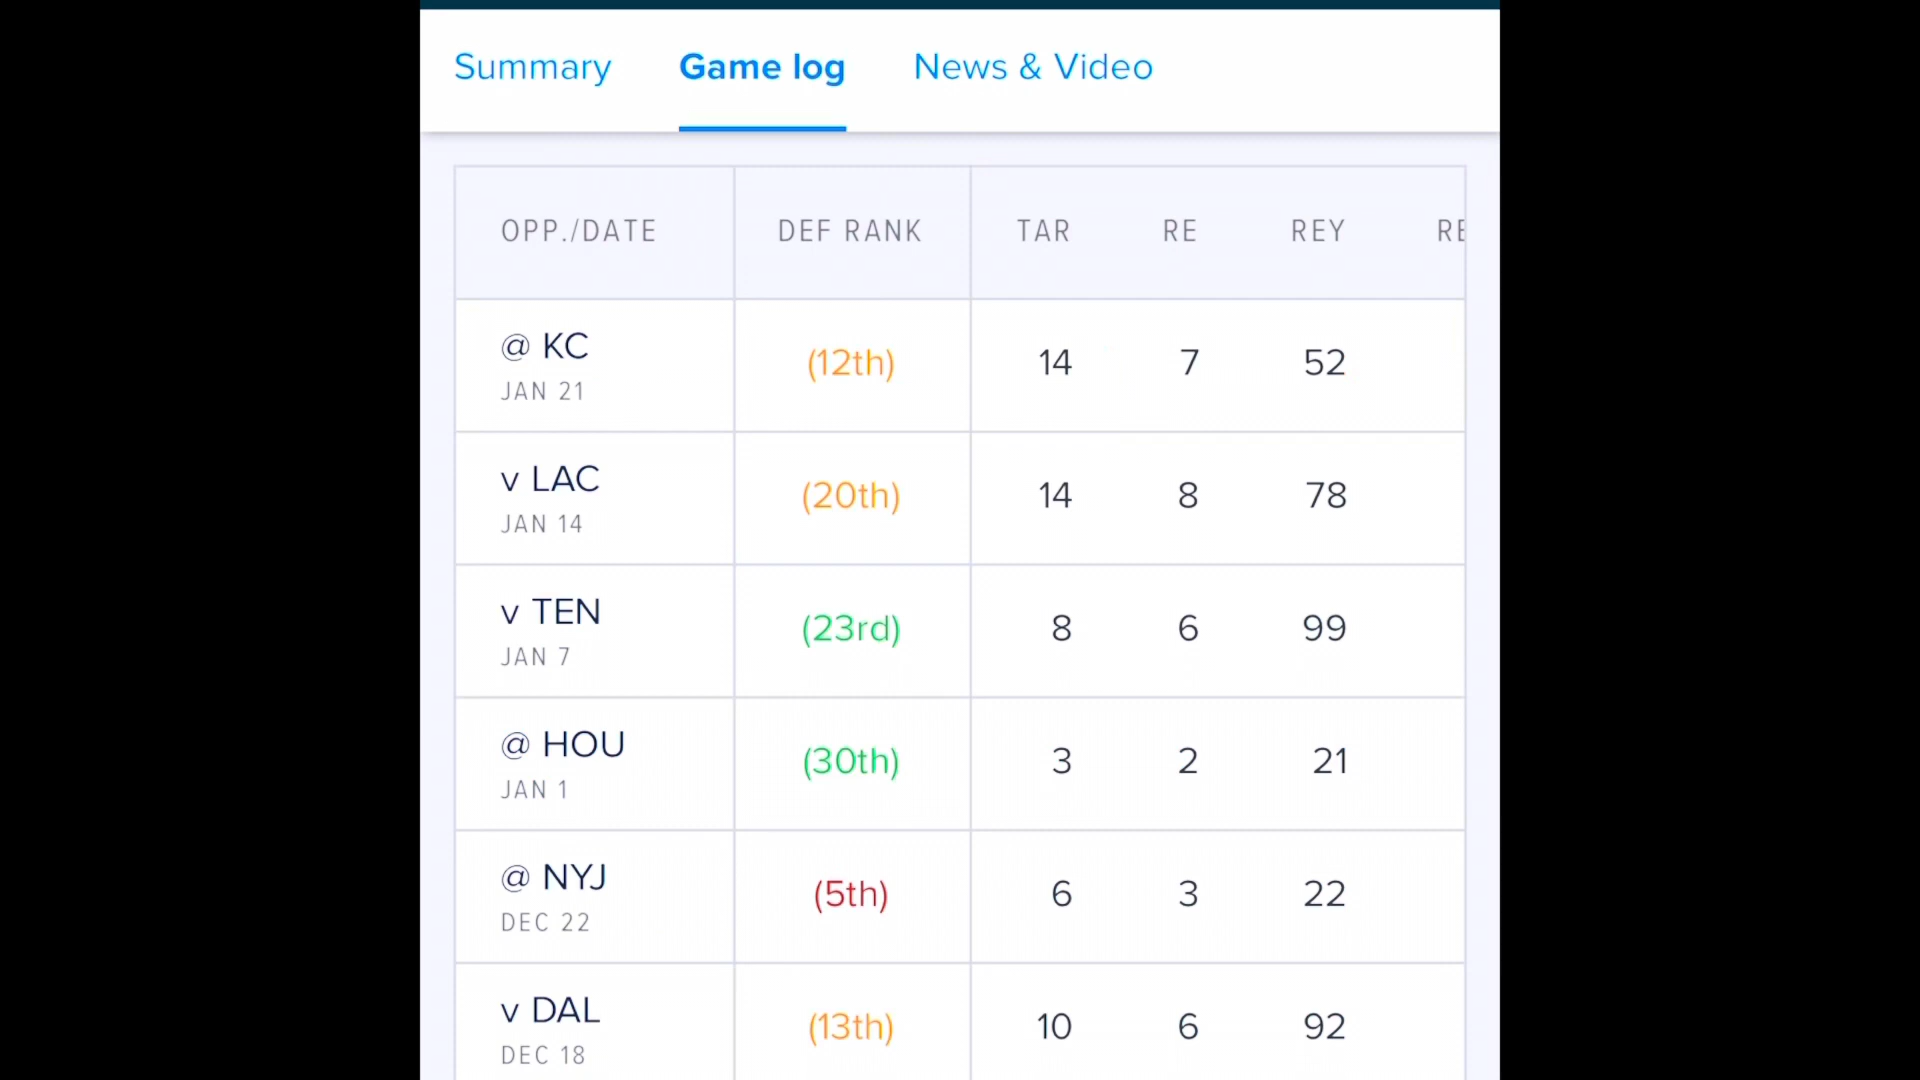 Summary Game log News & Video
OPP./DATE DEF RANK TAR RE REY RE
@ KC (12th) 14 7 52
JAN 21
v LAC (20th) 14 8 78
JAN 14
v TEN (23rd) 8 6 99
JAN 7
@ HOU (30th) 3 2 21
JAN 1
@ NYJ (5th) 6 3 22
DEC 22
v DAL (13th) 10 6 92
DEC 18